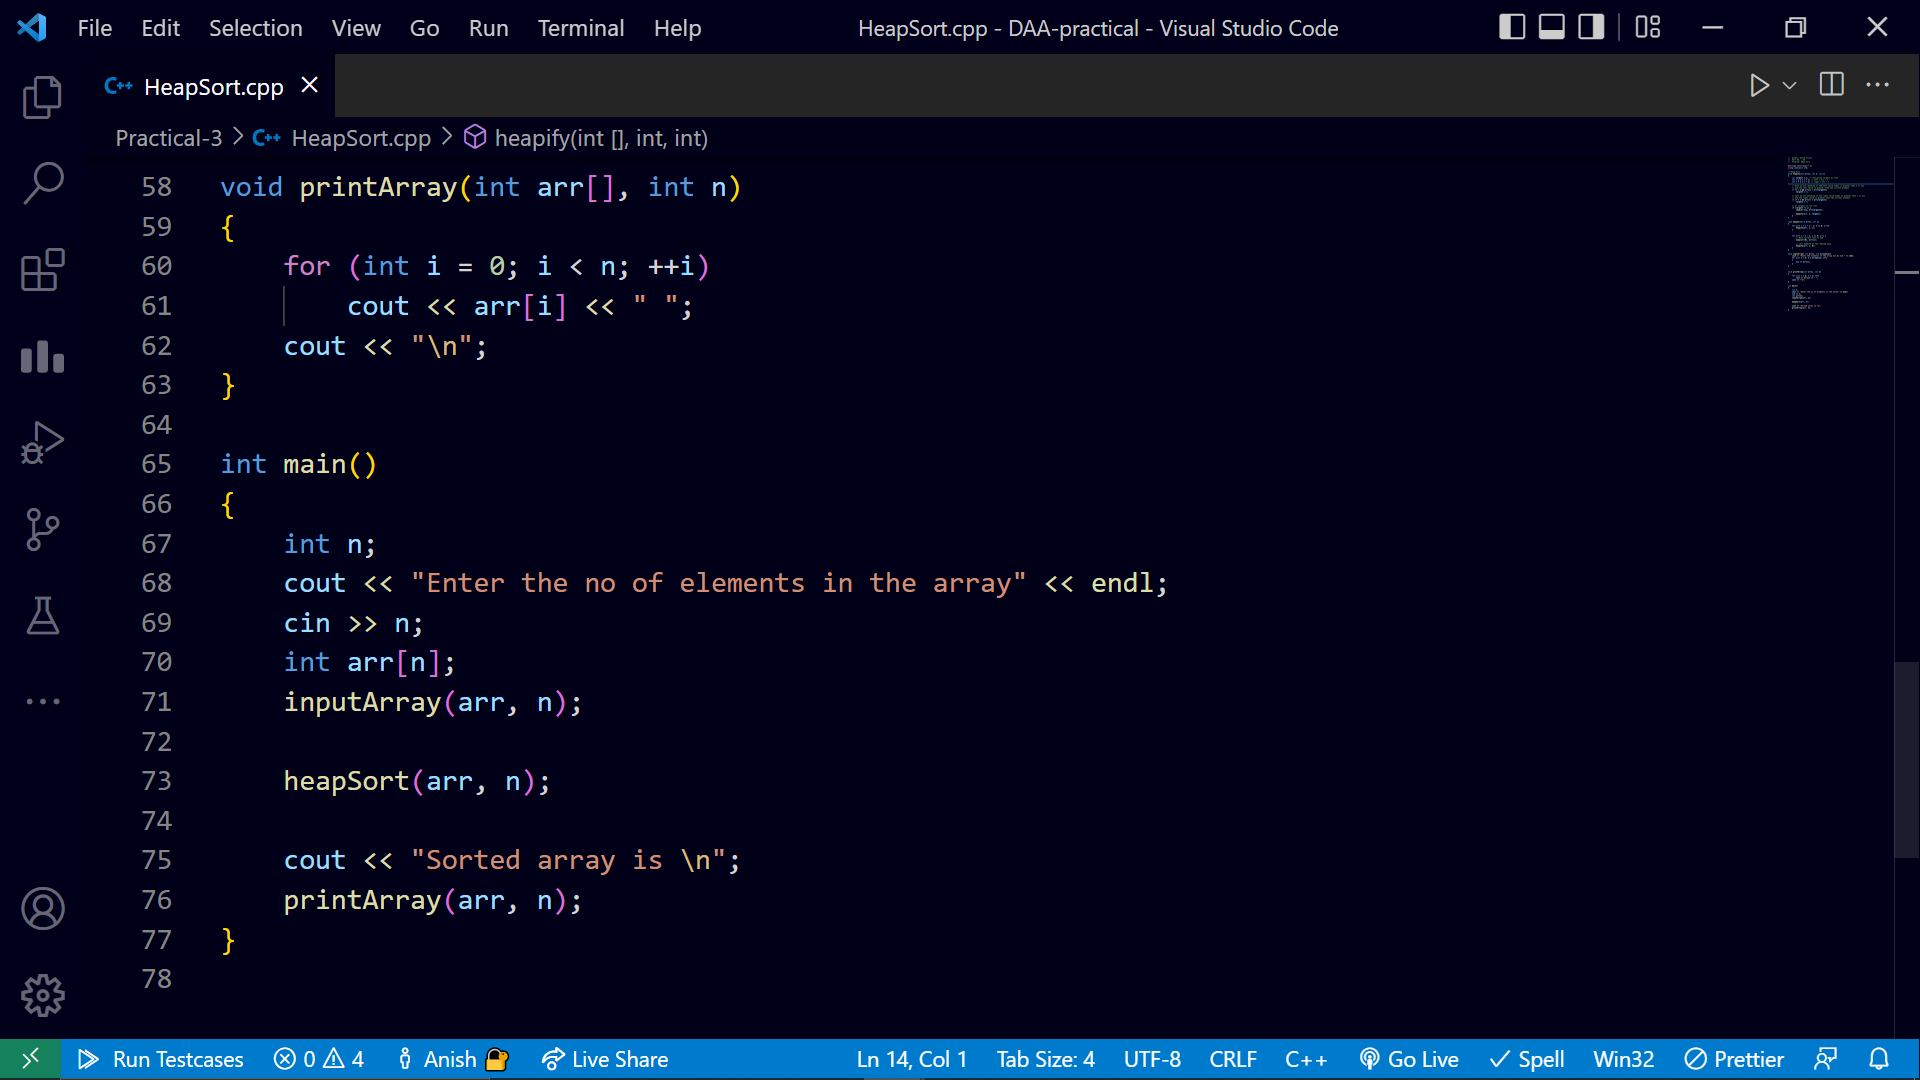 File Edit Selection View Go Run Terminal Help HeapSort.cpp - DAA-practical - Visual Studio Code
C++ HeapSort.cpp
Practical-3 > C++ HeapSort.cpp > heapify(int [], int, int)
58 void printArray(int arr[], int n)
59 {
60     for (int i = 0; i < n; ++i)
61         cout << arr[i] << " ";
62     cout << "\n";
63 }
64
65 int main()
66 {
67     int n;
68     cout << "Enter the no of elements in the array" << endl;
69     cin >> n;
70     int arr[n];
71     inputArray(arr, n);
72
73     heapSort(arr, n);
74
75     cout << "Sorted array is \n";
76     printArray(arr, n);
77 }
78
Run Testcases 0 4 Anish Live Share Ln 14, Col 1 Tab Size: 4 UTF-8 CRLF C++ Go Live Spell Win32 Prettier